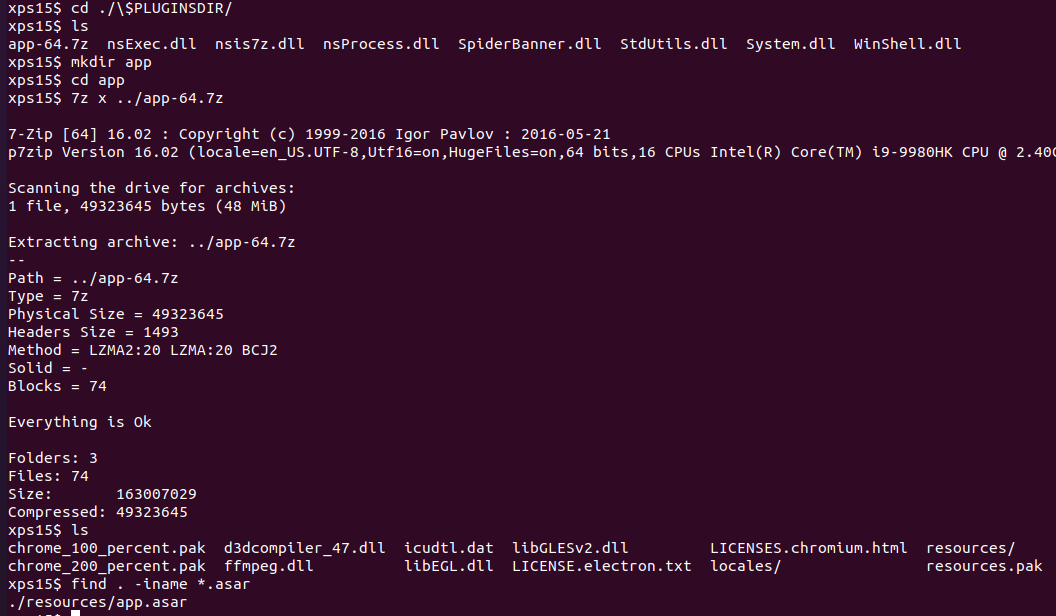 xps15$ cd ./\$PLUGINSDIR/
xps15$ ls
app-64.7z  nsExec.dll  nsis7z.dll  nsProcess.dll  SpiderBanner.dll  StdUtils.dll  System.dll  WinShell.dll
xps15$ mkdir app
xps15$ cd app
xps15$ 7z x ../app-64.7z
7-Zip [64] 16.02 : Copyright (c) 1999-2016 Igor Pavlov : 2016-05-21
p7zip Version 16.02 (locale=en_US.UTF-8,Utf16=on,HugeFiles=on,64 bits,16 CPUs Intel(R) Core(TM) i9-9980HK CPU @ 2.40G
Scanning the drive for archives:
1 file, 49323645 bytes (48 MiB)
Extracting archive: ../app-64.7z
--
Path = ../app-64.7z
Type = 7z
Physical Size = 49323645
Headers Size = 1493
Method = LZMA2:20 LZMA:20 BCJ2
Solid = -
Blocks = 74
Everything is Ok
Folders: 3
Files: 74
Size:       163007029
Compressed: 49323645
xps15$ ls
chrome_100_percent.pak  d3dcompiler_47.dll  icudtl.dat  libGLESv2.dll         LICENSES.chromium.html  resources/
chrome_200_percent.pak  ffmpeg.dll          libEGL.dll  LICENSE.electron.txt  locales/                resources.pak
xps15$ find . -iname *.asar
./resources/app.asar